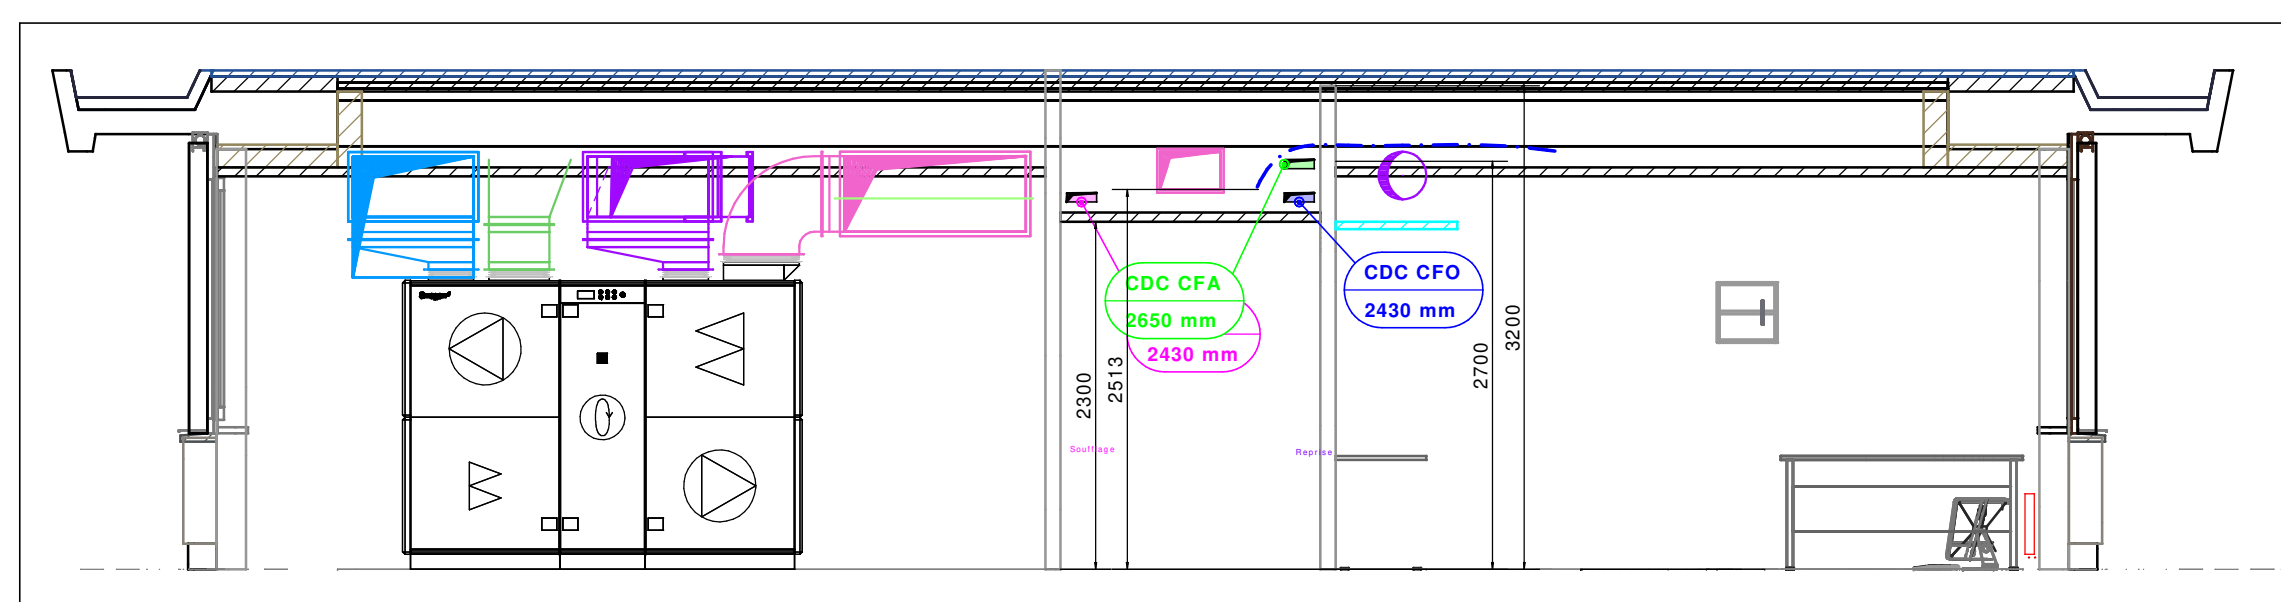 CDC CFA
2650 mm
2430 mm
CDC CFO
2430 mm
2300
2513
2700
3200
Soufflage
Reprise